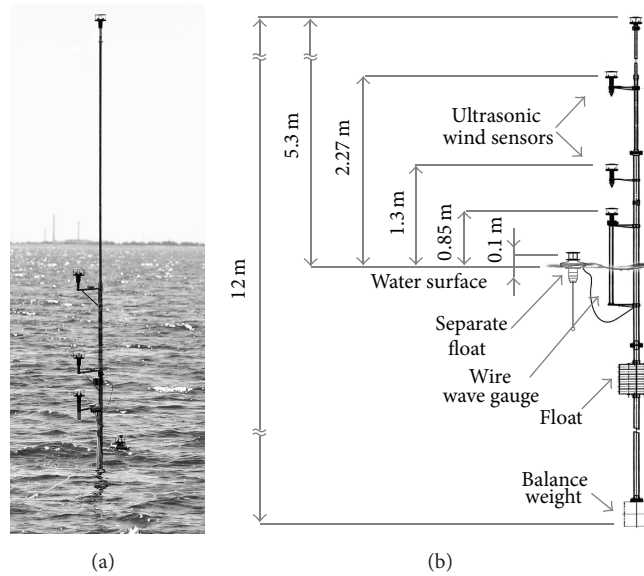 12 m
5.3 m
2.27 m
1.3 m
0.85 m
0.1 m
Ultrasonic
wind sensors
Water surface
Separate
float
Wire
wave gauge
Float
Balance
weight
(a)
(b)